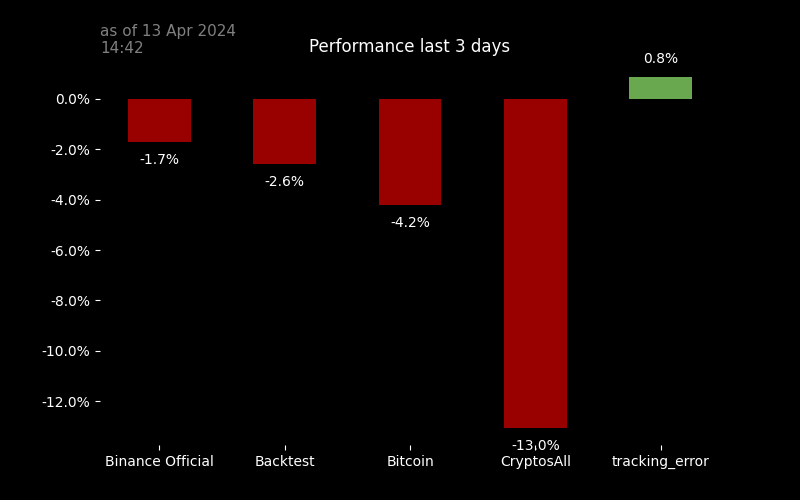 as of 13 Apr 2024
14:42
Performance last 3 days
0.8%
0.0%
-2.0%
-4.0%
-6.0%
-8.0%
-10.0%
-12.0%
-1.7%
-2.6%
-4.2%
-13.0%
Binance Official
Backtest
Bitcoin
CryptosAll
tracking_error